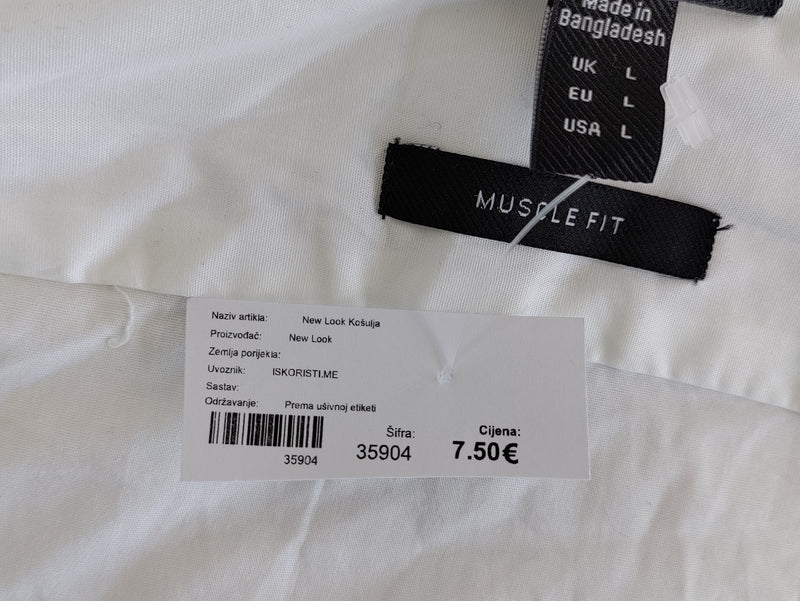 Made in
Bangladesh
UK L
EU L
USA L
MUSCLE FIT
Naziv artikla: New Look Košulja
Proizvođač: New Look
Zemlja porijekla:
Uvoznik: ISKORISTI.ME
Sastav:
Održavanje: Prema ušivnoj etiketi
35904
Šifra:
35904
Cijena:
7.50€